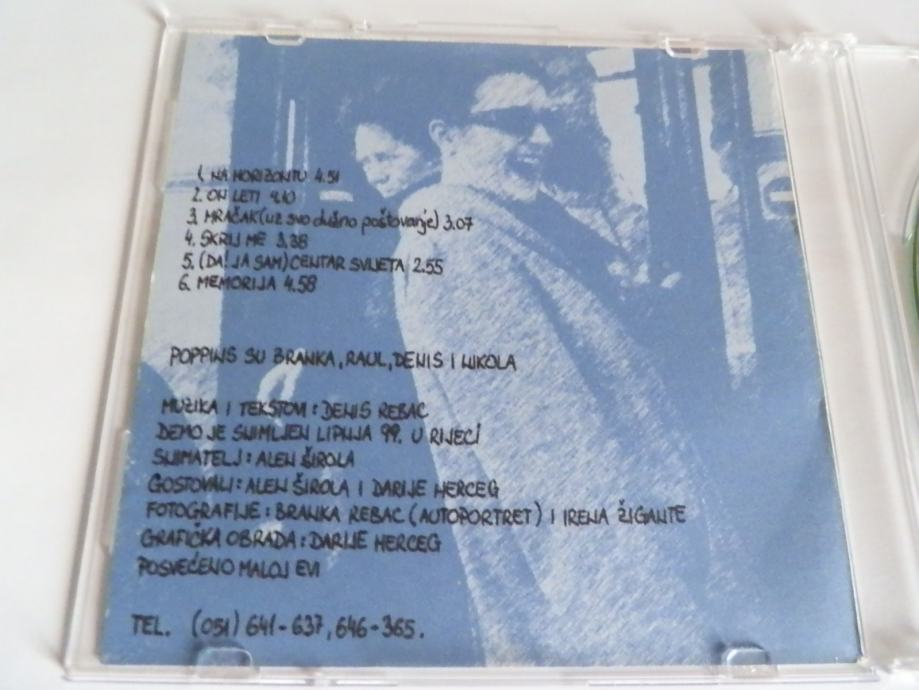 1. NA HORIZONTU 4.51
2. ON LETI 4.10
3. MRAČAK (uz svo dužno poštovanje) 3.07
4. SKRIJ ME 3.38
5. (DA! JA SAM) CENTAR SVIJETA 2.55
6. MEMORIJA 4.58
POPPINS SU BRANKA, RAUL, DENIS I NIKOLA
MUZIKA I TEKSTOVI: DENIS REBAC
DEMO JE SNIMLJEN LIPNJA 99. U RIJECI
SNIMATELJ: ALEN ŠIROLA
GOSTOVALI: ALEN ŠIROLA I DARIJE HERCEG
FOTOGRAFIJE: BRANKA REBAC (AUTOPORTRET) I IRENA ŽIGANTE
GRAFIČKA OBRADA: DARIJE HERCEG
POSVEĆENO MALOJ EVI
TEL. (051) 641-637, 646-365.